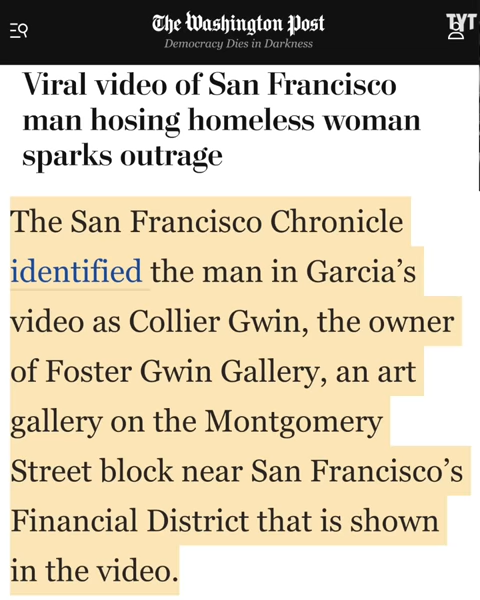 The Washington Post
TYT
Democracy Dies in Darkness
Viral video of San Francisco
man hosing homeless woman
sparks outrage
The San Francisco Chronicle
identified the man in Garcia’s
video as Collier Gwin, the owner
of Foster Gwin Gallery, an art
gallery on the Montgomery
Street block near San Francisco’s
Financial District that is shown
in the video.